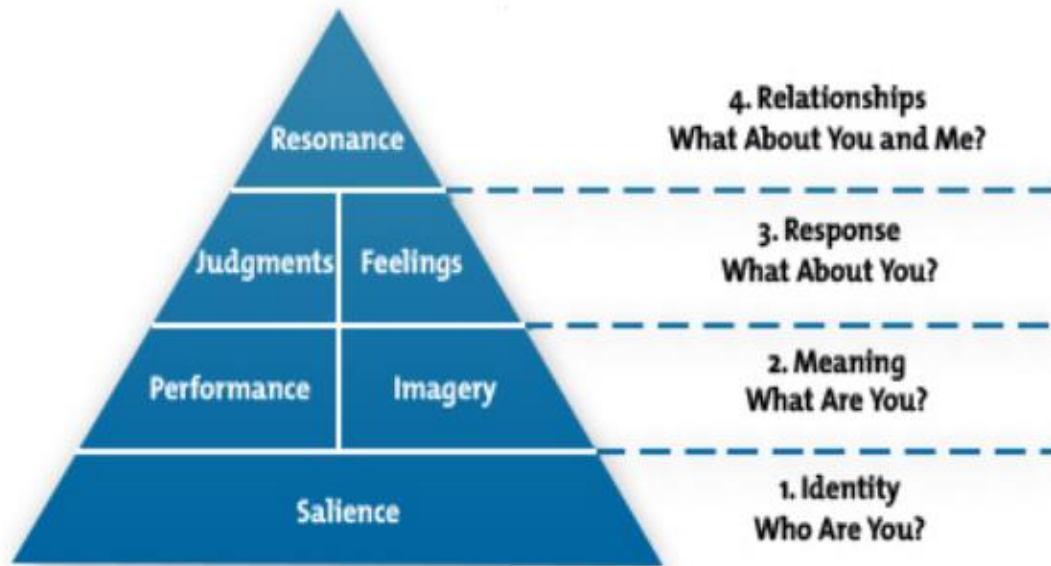 Resonance
4. Relationships
What About You and Me?
Judgments
Feelings
3. Response
What About You?
Performance
Imagery
2. Meaning
What Are You?
Salience
1. Identity
Who Are You?